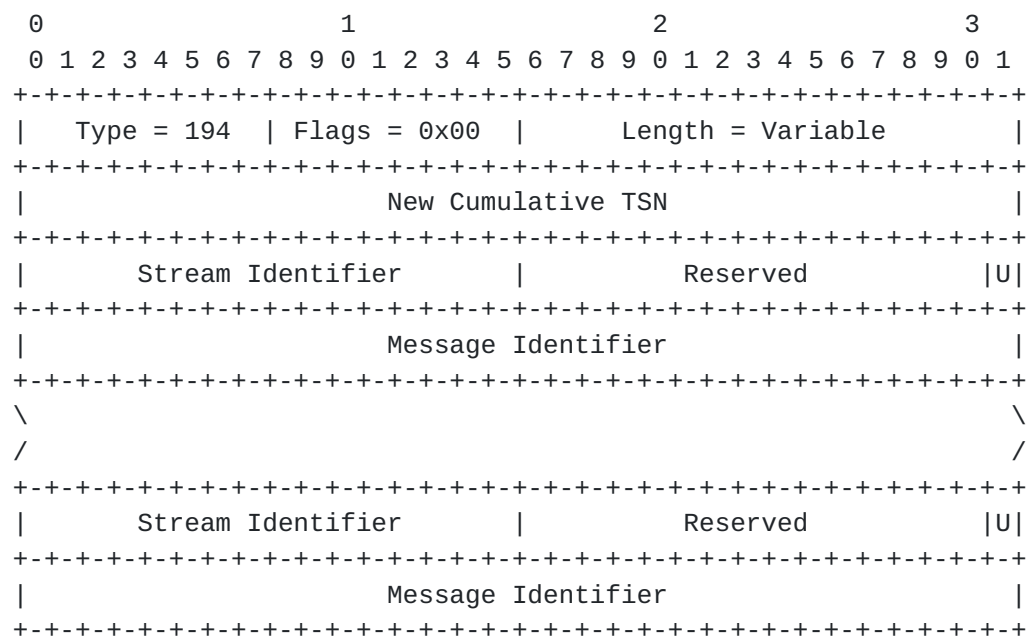 0                   1                   2                   3
 0 1 2 3 4 5 6 7 8 9 0 1 2 3 4 5 6 7 8 9 0 1 2 3 4 5 6 7 8 9 0 1
+-+-+-+-+-+-+-+-+-+-+-+-+-+-+-+-+-+-+-+-+-+-+-+-+-+-+-+-+-+-+-+-+
|   Type = 194  | Flags = 0x00  |      Length = Variable        |
+-+-+-+-+-+-+-+-+-+-+-+-+-+-+-+-+-+-+-+-+-+-+-+-+-+-+-+-+-+-+-+-+
|                       New Cumulative TSN                      |
+-+-+-+-+-+-+-+-+-+-+-+-+-+-+-+-+-+-+-+-+-+-+-+-+-+-+-+-+-+-+-+-+
|       Stream Identifier       |          Reserved           |U|
+-+-+-+-+-+-+-+-+-+-+-+-+-+-+-+-+-+-+-+-+-+-+-+-+-+-+-+-+-+-+-+-+
|                       Message Identifier                      |
+-+-+-+-+-+-+-+-+-+-+-+-+-+-+-+-+-+-+-+-+-+-+-+-+-+-+-+-+-+-+-+-+
\                                                               \
/                                                               /
+-+-+-+-+-+-+-+-+-+-+-+-+-+-+-+-+-+-+-+-+-+-+-+-+-+-+-+-+-+-+-+-+
|       Stream Identifier       |          Reserved           |U|
+-+-+-+-+-+-+-+-+-+-+-+-+-+-+-+-+-+-+-+-+-+-+-+-+-+-+-+-+-+-+-+-+
|                       Message Identifier                      |
+-+-+-+-+-+-+-+-+-+-+-+-+-+-+-+-+-+-+-+-+-+-+-+-+-+-+-+-+-+-+-+-+